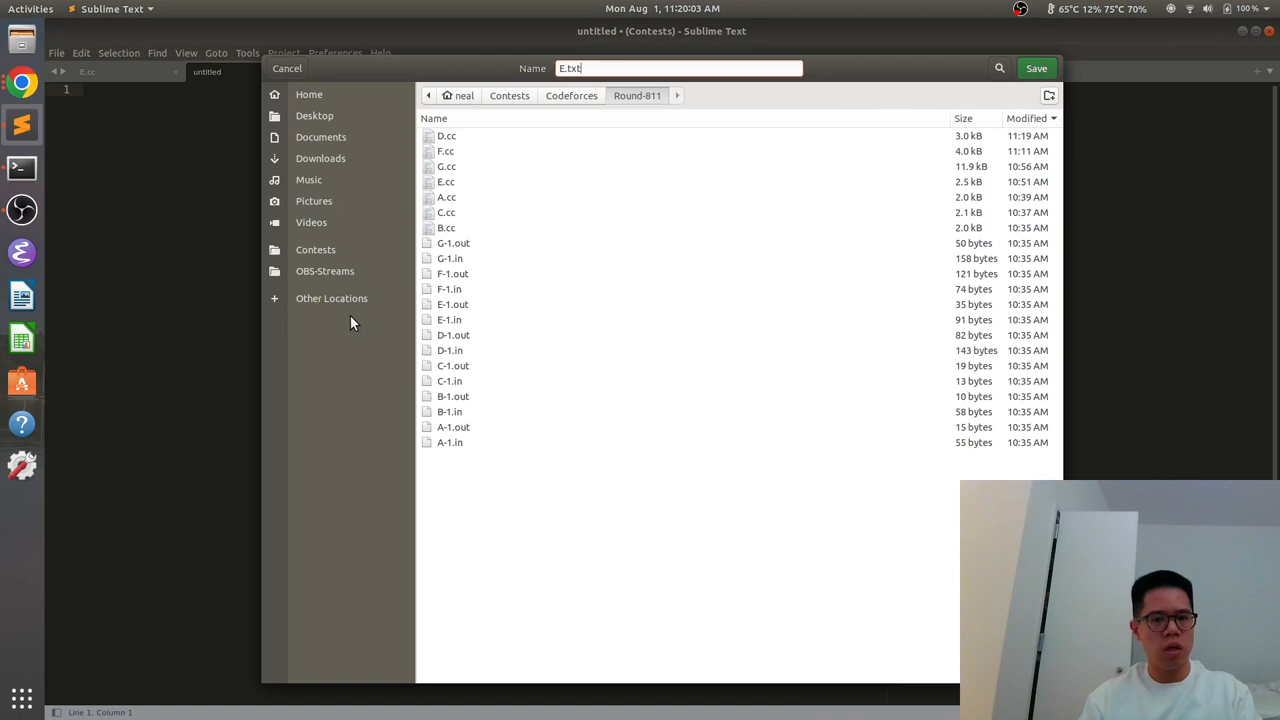 Activities Sublime Text Mon Aug 1, 11:20:03 AM 65°C 12% 75°C 70% 100 %
untitled • (Contests) - Sublime Text
File Edit Selection Find View Goto Tools Project Preferences Help
E.cc × untitled
1
Cancel Name E.txt Save
neal Contests Codeforces Round-811
Home
Desktop
Documents
Downloads
Music
Pictures
Videos
Contests
OBS-Streams
Other Locations
Name Size Modified
D.cc 3.0 kB 11:19 AM
F.cc 4.0 kB 11:11 AM
G.cc 11.9 kB 10:56 AM
E.cc 2.5 kB 10:51 AM
A.cc 2.0 kB 10:39 AM
C.cc 2.1 kB 10:37 AM
B.cc 2.0 kB 10:35 AM
G-1.out 50 bytes 10:35 AM
G-1.in 158 bytes 10:35 AM
F-1.out 121 bytes 10:35 AM
F-1.in 74 bytes 10:35 AM
E-1.out 35 bytes 10:35 AM
E-1.in 91 bytes 10:35 AM
D-1.out 82 bytes 10:35 AM
D-1.in 143 bytes 10:35 AM
C-1.out 19 bytes 10:35 AM
C-1.in 13 bytes 10:35 AM
B-1.out 10 bytes 10:35 AM
B-1.in 58 bytes 10:35 AM
A-1.out 15 bytes 10:35 AM
A-1.in 55 bytes 10:35 AM
Line 1, Column 1